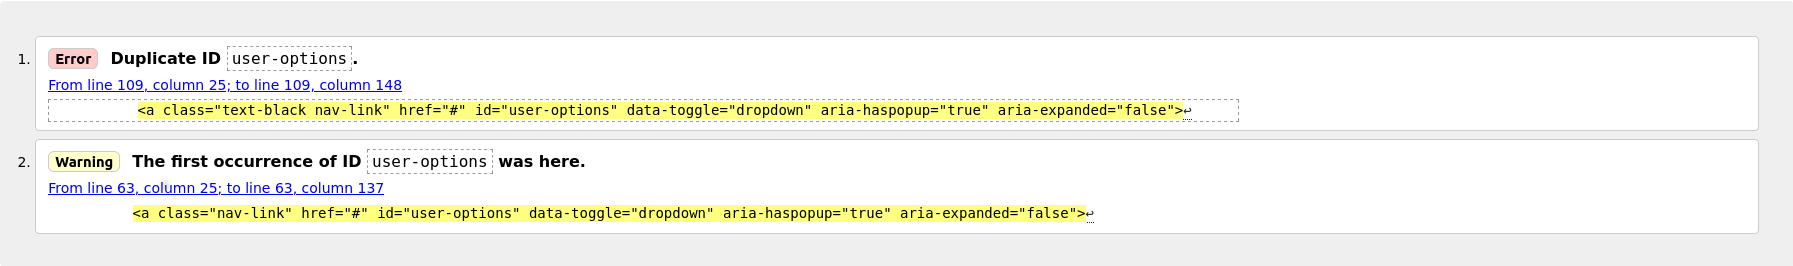 1. Error Duplicate ID user-options.
From line 109, column 25; to line 109, column 148
<a class="text-black nav-link" href="#" id="user-options" data-toggle="dropdown" aria-haspopup="true" aria-expanded="false">↩
2. Warning The first occurrence of ID user-options was here.
From line 63, column 25; to line 63, column 137
<a class="nav-link" href="#" id="user-options" data-toggle="dropdown" aria-haspopup="true" aria-expanded="false">↩